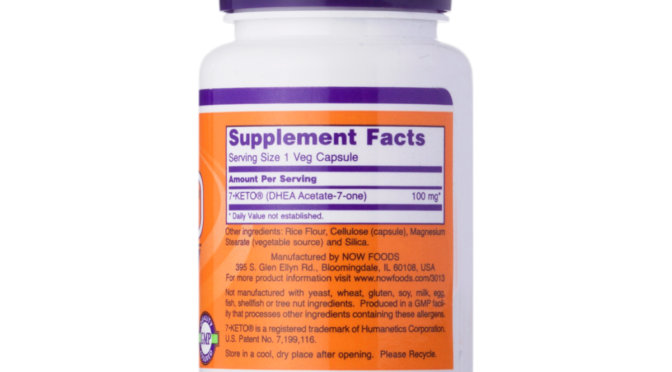 Supplement Facts
Serving Size 1 Veg Capsule
Amount Per Serving
7-KETO® (DHEA Acetate-7-one) 100 mg*
* Daily Value not established.
Other ingredients: Rice Flour, Cellulose (capsule), Magnesium
Stearate (vegetable source) and Silica.
Manufactured by NOW FOODS
395 S. Glen Ellyn Rd., Bloomingdale, IL 60108, USA
For more product information visit www.nowfoods.com/3013
Not manufactured with yeast, wheat, gluten, soy, milk, egg,
fish, shellfish or tree nut ingredients. Produced in a GMP facil-
ity that processes other ingredients containing these allergens.
7-KETO® is a registered trademark of Humanetics Corporation.
U.S. Patent No. 7,199,116.
GMP
Store in a cool, dry place after opening. Please Recycle.